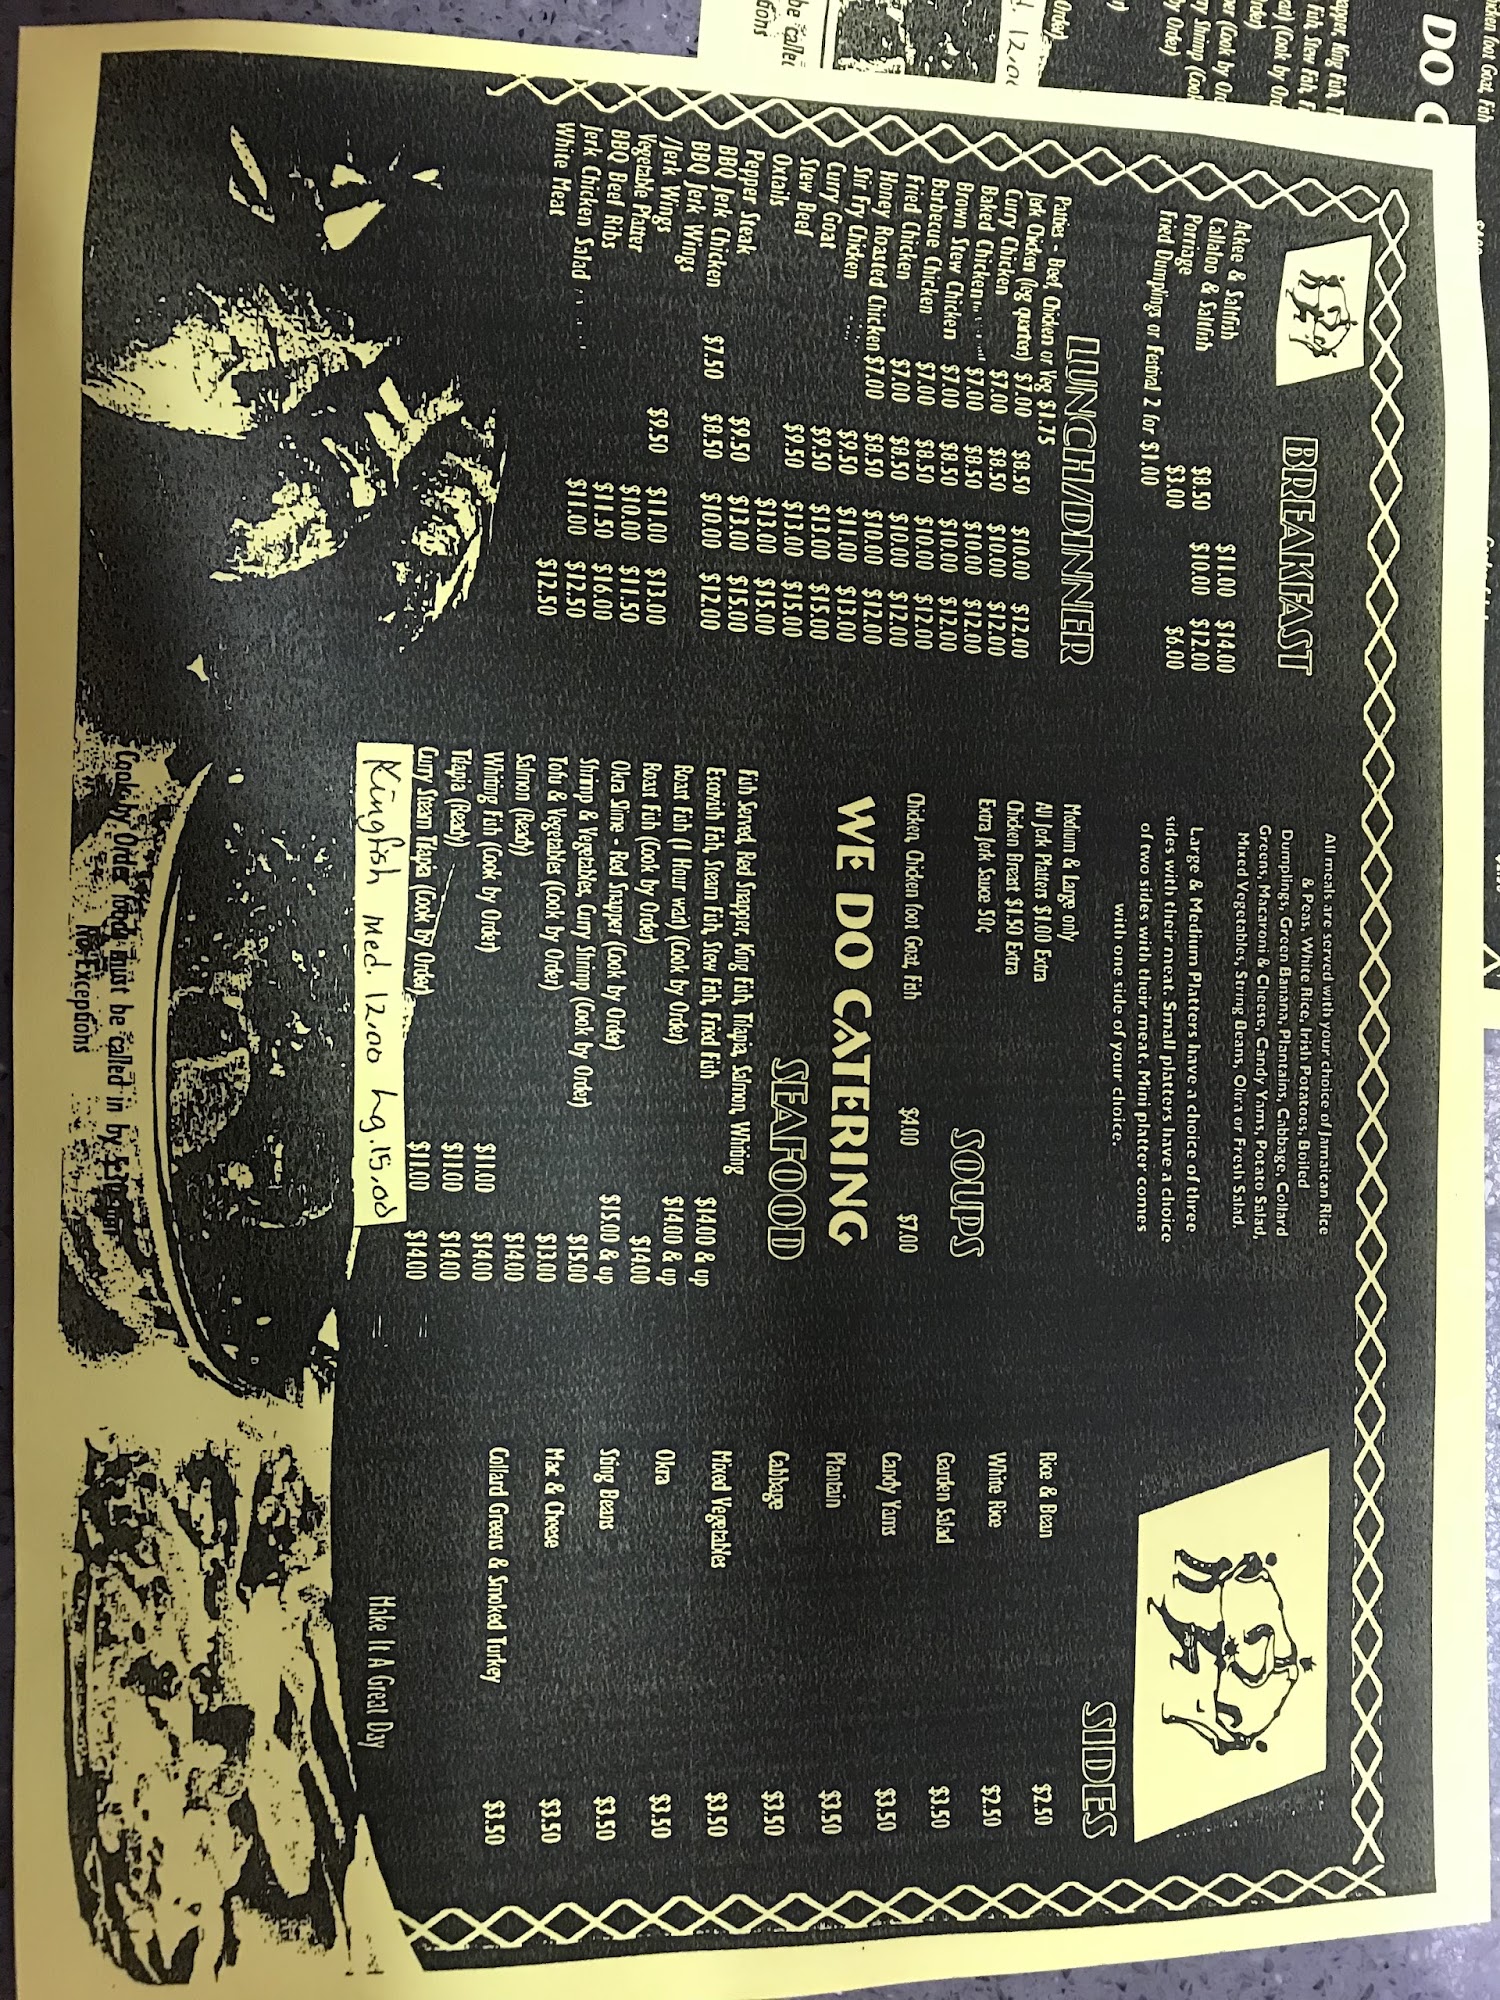 BREAKFAST
Ackee & Saltfish $11.00 $14.00
Callaloo & Saltfish $8.50 $10.00 $12.00
Porriage $3.00 $6.00
Fried Dumplings or Festival 2 for $1.00
LUNCH/DINNER
Patties - Beef, Chicken or Veg $1.75
Jerk Chicken (leg quarters) $7.00 $8.50 $10.00 $12.00
Curry Chicken $7.00 $8.50 $10.00 $12.00
Baked Chicken $7.00 $8.50 $10.00 $12.00
Brown Stew Chicken $7.00 $8.50 $10.00 $12.00
Barbecue Chicken $7.00 $8.50 $10.00 $12.00
Fried Chicken $7.00 $8.50 $10.00 $12.00
Honey Roasted Chicken $7.00 $8.50 $10.00 $12.00
Stir Fry Chicken $9.50 $11.00 $13.00
Curry Goat $9.50 $13.00 $15.00
Stew Beef $9.50 $13.00 $15.00
Oxtails $13.00 $15.00
Pepper Steak $9.50 $13.00 $15.00
BBQ Jerk Chicken $7.50 $8.50 $10.00 $12.00
BBQ Jerk Wings
/Jerk Wings $9.50 $11.00 $13.00
Vegetable Platter $10.00 $11.50
BBQ Beef Ribs $11.50 $16.00
Jerk Chicken Salad $11.00 $12.50
White Meat $12.50
All meals are served with your choice of Jamaican Rice
& Peas, White Rice, Irish Potatoes, Boiled
Dumplings, Green Banana, Plantains, Cabbage, Collard
Greens, Macaroni & Cheese, Candy Yams, Potato Salad,
Mixed Vegetables, String Beans, Okra or Fresh Salad.
Large & Medium Platters have a choice of three
sides with their meat. Small platters have a choice
of two sides with their meat. Mini platter comes
with one side of your choice.
Medium & Large only
All Jerk Platters $1.00 Extra
Chicken Breast $1.50 Extra
Extra Jerk Sauce 50¢
SOUPS
Chicken, Chicken foot Goat, Fish $4.00 $7.00
WE DO CATERING
SEAFOOD
Fish Served, Red Snapper, King Fish, Tilapia, Salmon, Whiting
Escovish Fish, Steam Fish, Stew Fish, Fried Fish $14.00 & up
Roast Fish (1 Hour wait) (Cook by Order) $14.00 & up
Roast Fish (Cook by Order) $14.00
Okra Slime - Red Snapper (Cook by Order) $15.00 & up
Shrimp & Vegetables, Curry Shrimp (Cook by Order) $15.00
Tofu & Vegetables (Cook by Order) $13.00
Salmon (Ready) $14.00
Whiting Fish (Cook by Order) $11.00 $14.00
Tilapia (Ready) $11.00 $14.00
Curry Steam Tilapia (Cook by Order) $11.00 $14.00
Kingfish med. 12.00 Lg. 15.00
Cook by Order food must be called in by
No Exceptions
SIDES
Rice & Bean $2.50
White Rice $2.50
Garden Salad $3.50
Candy Yams $3.50
Plantain $3.50
Cabbage $3.50
Mixed Vegetables $3.50
Okra $3.50
Sting Beans $3.50
Mac & Cheese $3.50
Collard Greens & Smoked Turkey $3.50
Make It A Great Day